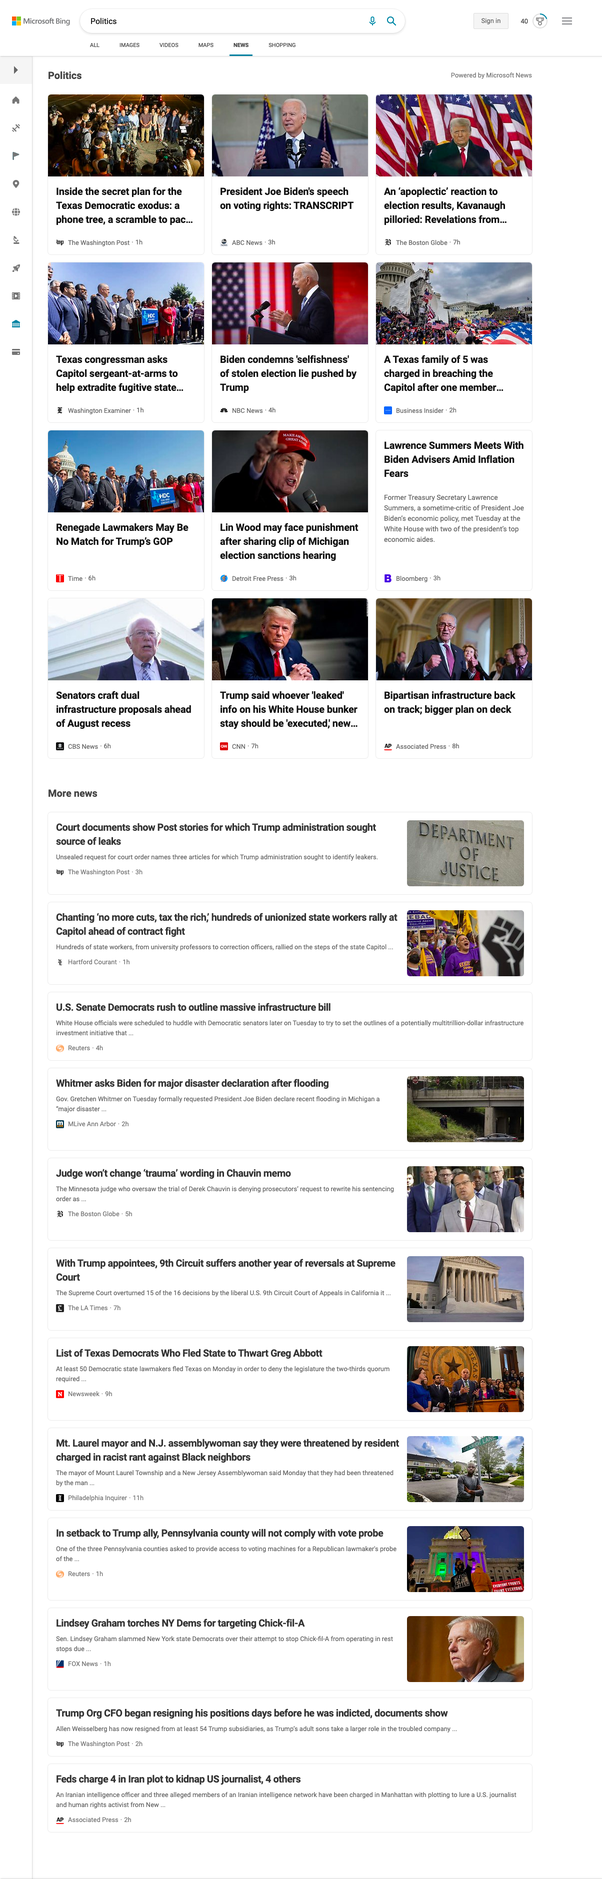 Microsoft Bing
Politics
Sign in
40
ALL
IMAGES
VIDEOS
MAPS
NEWS
SHOPPING
Politics
Powered by Microsoft News
Inside the secret plan for the
Texas Democratic exodus: a
phone tree, a scramble to pac...
The Washington Post · 1h
President Joe Biden's speech
on voting rights: TRANSCRIPT
ABC News · 3h
An ‘apoplectic’ reaction to
election results, Kavanaugh
pilloried: Revelations from...
The Boston Globe · 7h
Texas congressman asks
Capitol sergeant-at-arms to
help extradite fugitive state...
Washington Examiner · 1h
Biden condemns 'selfishness'
of stolen election lie pushed by
Trump
NBC News · 4h
A Texas family of 5 was
charged in breaching the
Capitol after one member...
Business Insider · 2h
Renegade Lawmakers May Be
No Match for Trump’s GOP
Time · 6h
Lin Wood may face punishment
after sharing clip of Michigan
election sanctions hearing
Detroit Free Press · 3h
Lawrence Summers Meets With
Biden Advisers Amid Inflation
Fears
Former Treasury Secretary Lawrence
Summers, a sometime-critic of President Joe
Biden's economic policy, met Tuesday at the
White House with two of the president's top
economic aides.
Bloomberg · 3h
Senators craft dual
infrastructure proposals ahead
of August recess
CBS News · 6h
Trump said whoever 'leaked'
info on his White House bunker
stay should be 'executed,' new...
CNN · 7h
Bipartisan infrastructure back
on track; bigger plan on deck
AP Associated Press · 8h
More news
Court documents show Post stories for which Trump administration sought
source of leaks
Unsealed request for court order names three articles for which Trump administration sought to identify leakers.
The Washington Post · 3h
DEPARTMENT
OF
JUSTICE
Chanting ‘no more cuts, tax the rich,’ hundreds of unionized state workers rally at
Capitol ahead of contract fight
Hundreds of state workers, from university professors to correction officers, rallied on the steps of the state Capitol ...
Hartford Courant · 1h
U.S. Senate Democrats rush to outline massive infrastructure bill
White House officials were scheduled to huddle with Democratic senators later on Tuesday to try to set the outlines of a potentially multitrillion-dollar infrastructure
investment initiative that ...
Reuters · 4h
Whitmer asks Biden for major disaster declaration after flooding
Gov. Gretchen Whitmer on Tuesday formally requested President Joe Biden declare recent flooding in Michigan a
“major disaster ...
MLive Ann Arbor · 2h
Judge won’t change ‘trauma’ wording in Chauvin memo
The Minnesota judge who oversaw the trial of Derek Chauvin is denying prosecutors’ request to rewrite his sentencing
order as ...
The Boston Globe · 5h
With Trump appointees, 9th Circuit suffers another year of reversals at Supreme
Court
The Supreme Court overturned 15 of the 16 decisions by the liberal U.S. 9th Circuit Court of Appeals in California it ...
The LA Times · 7h
List of Texas Democrats Who Fled State to Thwart Greg Abbott
At least 50 Democratic state lawmakers fled Texas on Monday in order to deny the legislature the two-thirds quorum
required ...
Newsweek · 9h
Mt. Laurel mayor and N.J. assemblywoman say they were threatened by resident
charged in racist rant against Black neighbors
The mayor of Mount Laurel Township and a New Jersey Assemblywoman said Monday that they had been threatened
by the man ...
Philadelphia Inquirer · 11h
In setback to Trump ally, Pennsylvania county will not comply with vote probe
One of the three Pennsylvania counties asked to provide access to voting machines for a Republican lawmaker's probe
of the ...
Reuters · 1h
Lindsey Graham torches NY Dems for targeting Chick-fil-A
Sen. Lindsey Graham slammed New York state Democrats over their attempt to stop Chick-fil-A from operating in rest
stops due ...
FOX News · 1h
Trump Org CFO began resigning his positions days before he was indicted, documents show
Allen Weisselberg has now resigned from at least 54 Trump subsidiaries, as Trump’s adult sons take a larger role in the troubled company ...
The Washington Post · 2h
Feds charge 4 in Iran plot to kidnap US journalist, 4 others
An Iranian intelligence officer and three alleged members of an Iranian intelligence network have been charged in Manhattan with plotting to lure a U.S. journalist
and human rights activist from New ...
AP Associated Press · 2h